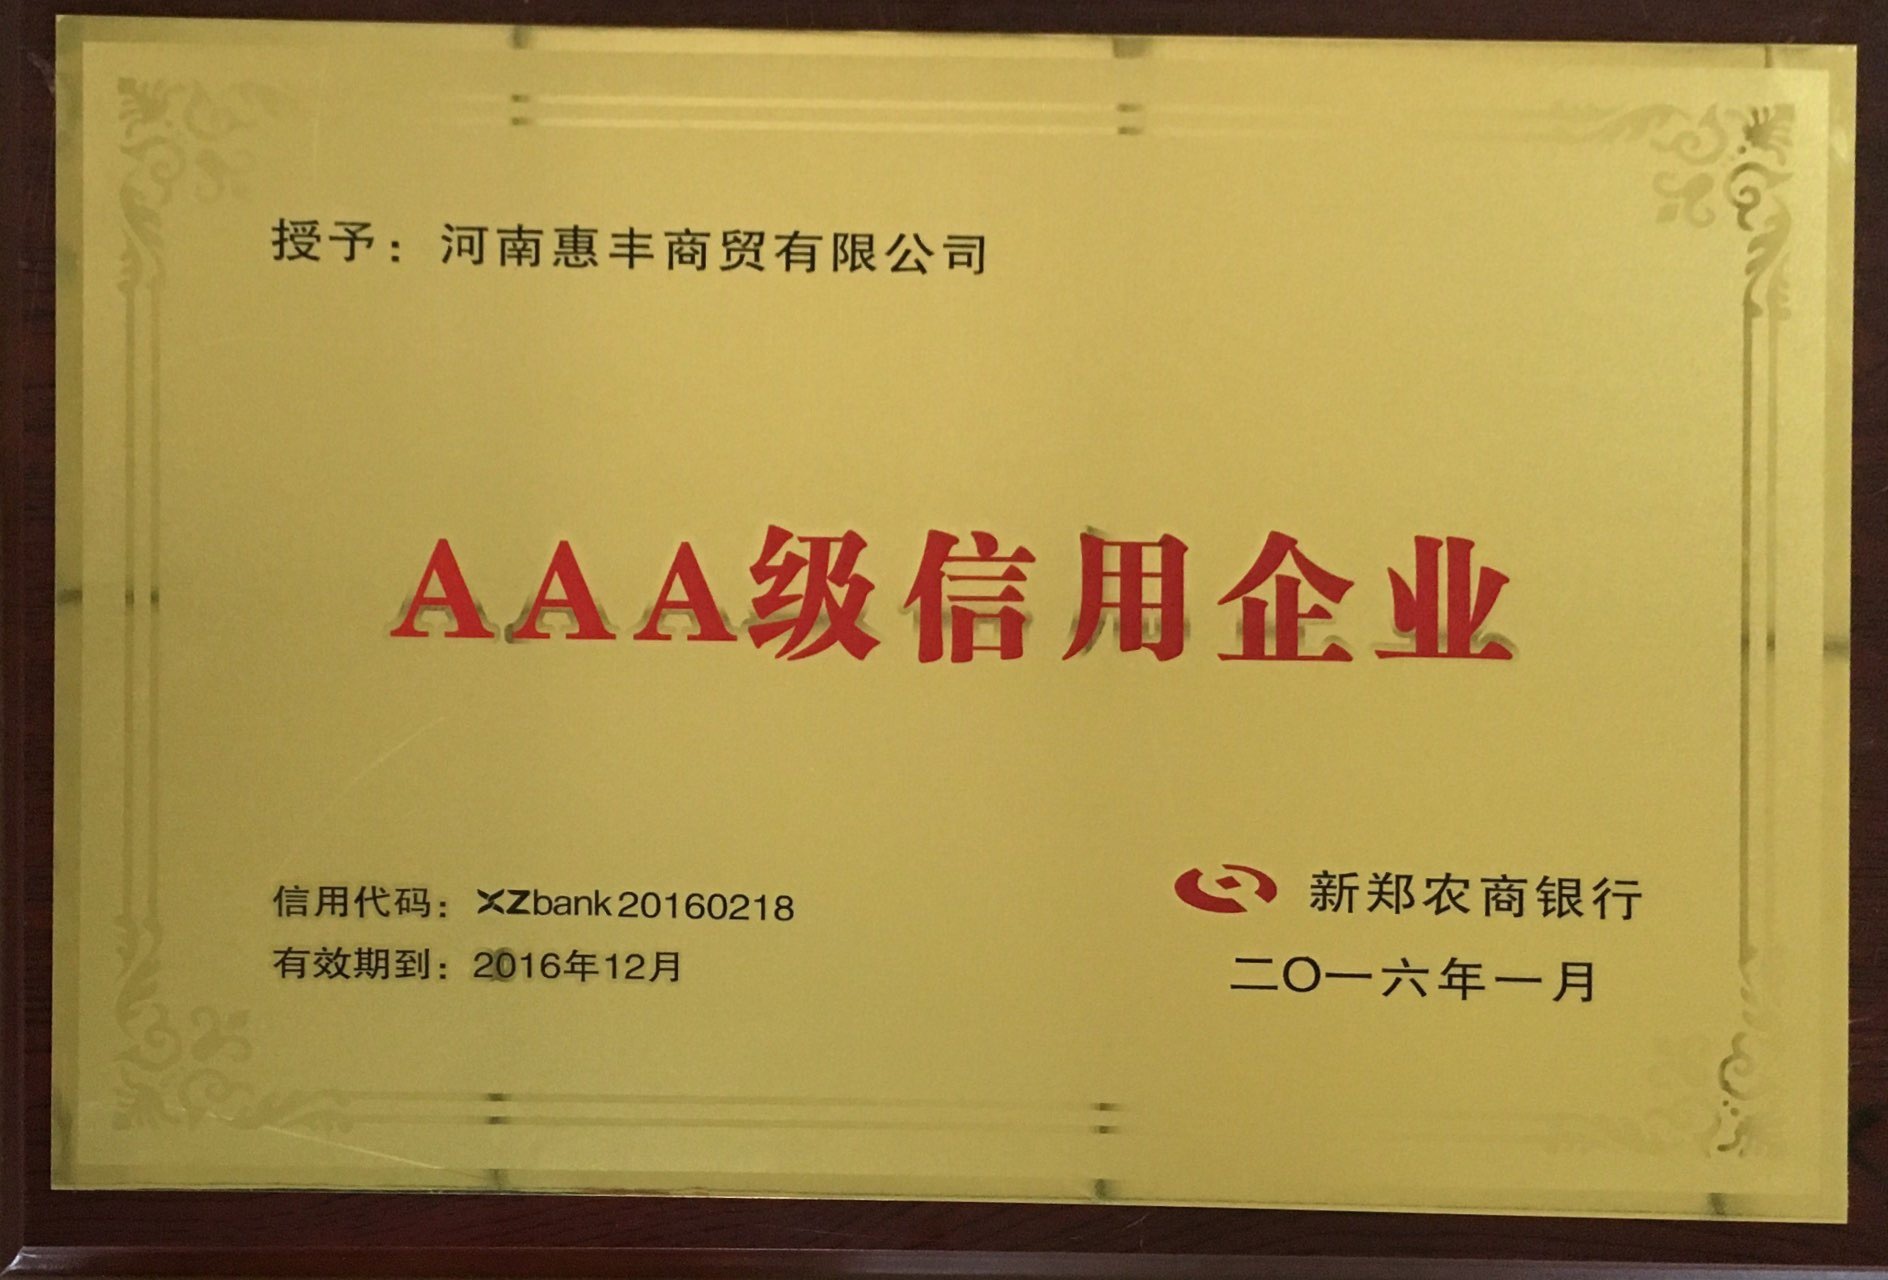 授予：河南惠丰商贸有限公司
AAA级信用企业
信用代码：XZbank20160218
有效期到：2016年12月
新郑农商银行
二〇一六年一月